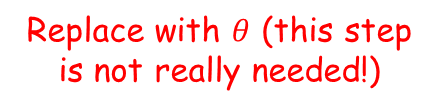 Replace with θ (this step
is not really needed!)